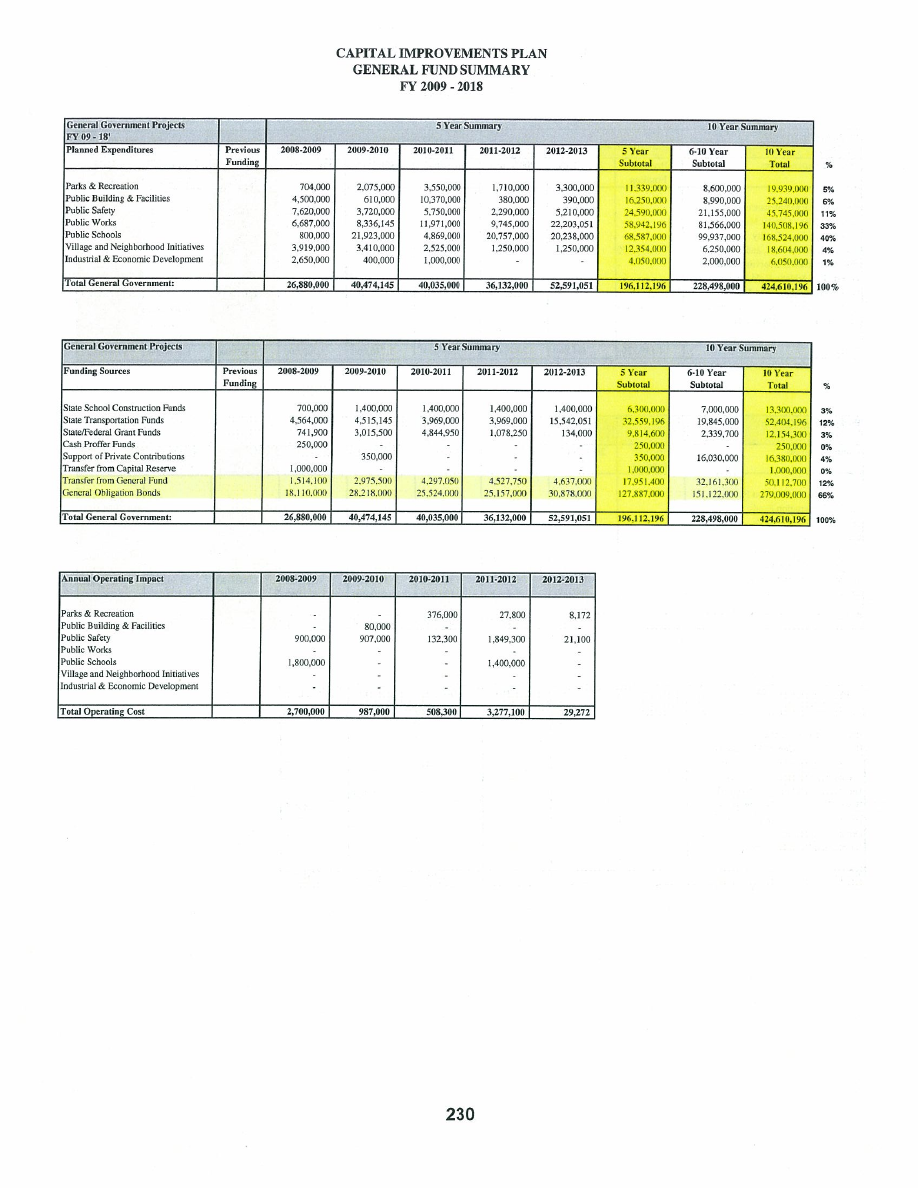 CAPITAL IMPROVEMENTS PLAN
GENERAL FUND SUMMARY
FY 2009 - 2018
General Government Projects 5 Year Summary 10 Year Summary
FY 09 - 18'
Planned Expenditures Previous 2008-2009 2009-2010 2010-2011 2011-2012 2012-2013 5 Year 6-10 Year 10 Year
Funding Subtotal Subtotal Total %
Parks & Recreation 704,000 2,075,000 3,550,000 1,710,000 3,300,000 11,339,000 8,600,000 19,939,000 5%
Public Building & Facilities 4,500,000 610,000 10,370,000 380,000 390,000 16,250,000 8,990,000 25,240,000 6%
Public Safety 7,620,000 3,720,000 5,750,000 2,290,000 5,210,000 24,590,000 21,155,000 45,745,000 11%
Public Works 6,687,000 8,336,145 11,971,000 9,745,000 22,203,051 58,942,196 81,566,000 140,508,196 33%
Public Schools 800,000 21,923,000 4,869,000 20,757,000 20,238,000 68,587,000 99,937,000 168,524,000 40%
Village and Neighborhood Initiatives 3,919,000 3,410,000 2,525,000 1,250,000 1,250,000 12,354,000 6,250,000 18,604,000 4%
Industrial & Economic Development 2,650,000 400,000 1,000,000 - - 4,050,000 2,000,000 6,050,000 1%
Total General Government: 26,880,000 40,474,145 40,035,000 36,132,000 52,591,051 196,112,196 228,498,000 424,610,196 100%
General Government Projects 5 Year Summary 10 Year Summary
Funding Sources Previous 2008-2009 2009-2010 2010-2011 2011-2012 2012-2013 5 Year 6-10 Year 10 Year
Funding Subtotal Subtotal Total %
State School Construction Funds 700,000 1,400,000 1,400,000 1,400,000 1,400,000 6,300,000 7,000,000 13,300,000 3%
State Transportation Funds 4,564,000 4,515,145 3,969,000 3,969,000 15,542,051 32,559,196 19,845,000 52,404,196 12%
State/Federal Grant Funds 741,900 3,015,500 4,844,950 1,078,250 134,000 9,814,600 2,339,700 12,154,300 3%
Cash Proffer Funds 250,000 - - - - 250,000 - 250,000 0%
Support of Private Contributions - 350,000 - - - 350,000 16,030,000 16,380,000 4%
Transfer from Capital Reserve 1,000,000 - - - - 1,000,000 - 1,000,000 0%
Transfer from General Fund 1,514,100 2,975,500 4,297,050 4,527,750 4,637,000 17,951,400 32,161,300 50,112,700 12%
General Obligation Bonds 18,110,000 28,218,000 25,524,000 25,157,000 30,878,000 127,887,000 151,122,000 279,009,000 66%
Total General Government: 26,880,000 40,474,145 40,035,000 36,132,000 52,591,051 196,112,196 228,498,000 424,610,196 100%
Annual Operating Impact 2008-2009 2009-2010 2010-2011 2011-2012 2012-2013
Parks & Recreation - - 376,000 27,800 8,172
Public Building & Facilities - 80,000 - - -
Public Safety 900,000 907,000 132,300 1,849,300 21,100
Public Works - - - - -
Public Schools 1,800,000 - - 1,400,000 -
Village and Neighborhood Initiatives - - - - -
Industrial & Economic Development - - - - -
Total Operating Cost 2,700,000 987,000 508,300 3,277,100 29,272
230